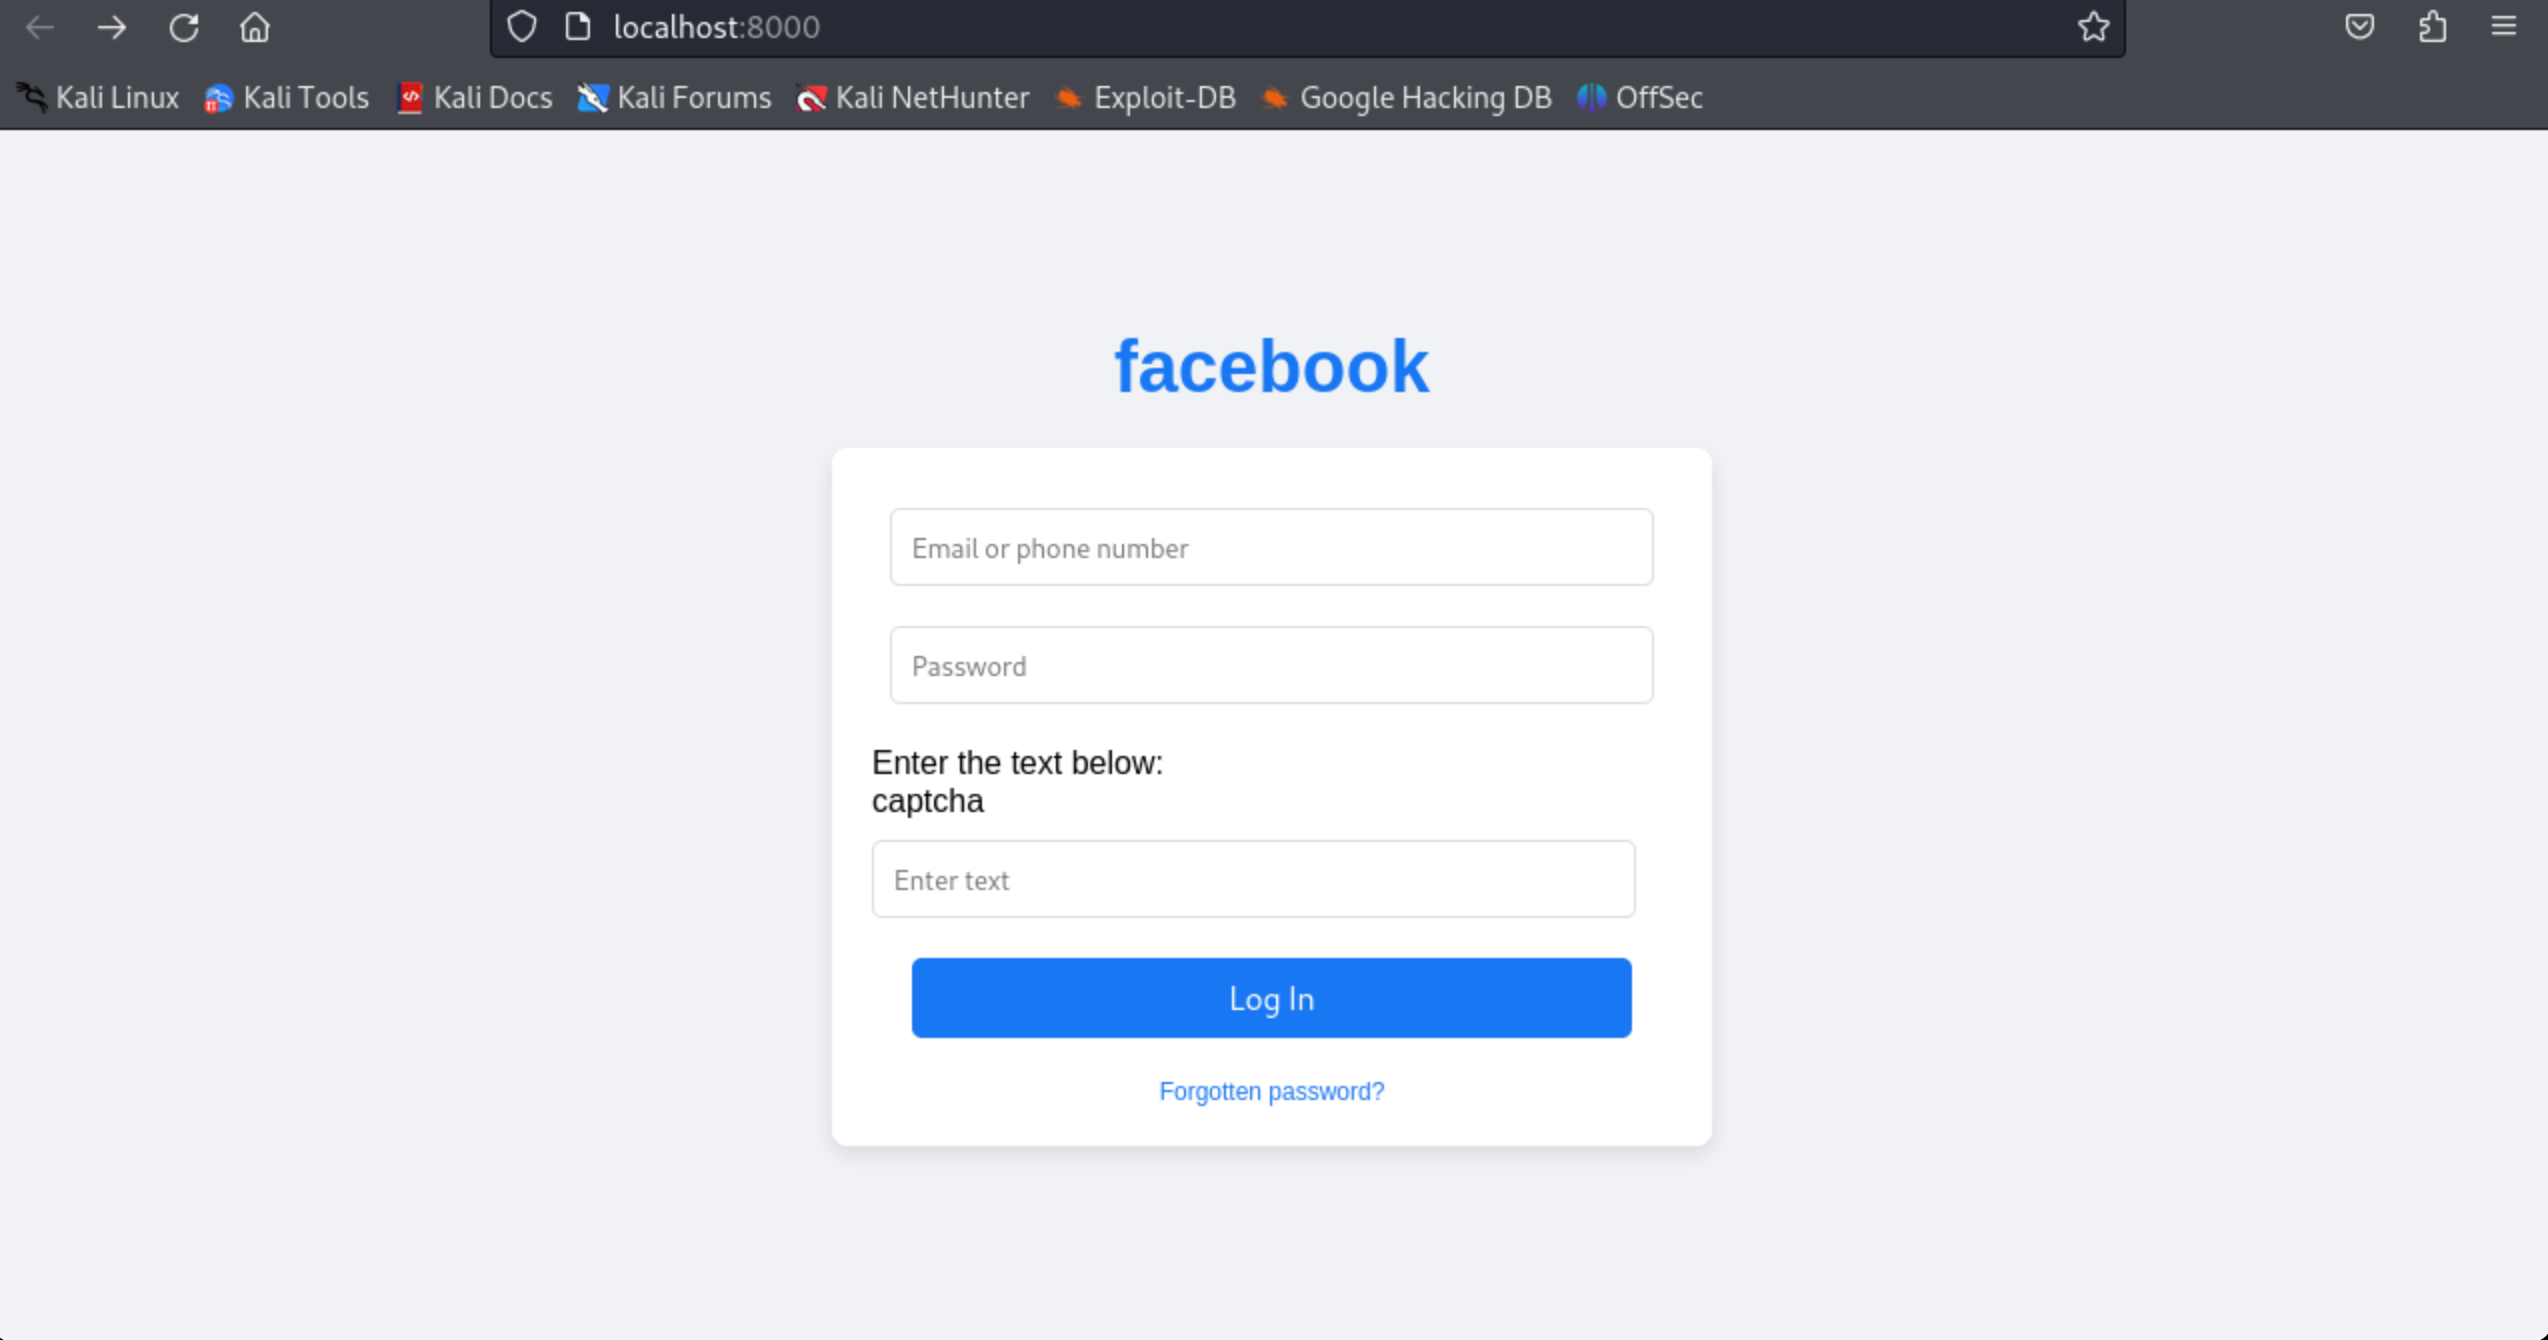 localhost:8000
Kali Linux Kali Tools Kali Docs Kali Forums Kali NetHunter Exploit-DB Google Hacking DB OffSec
facebook
Email or phone number
Password
Enter the text below:
captcha
Enter text
Log In
Forgotten password?